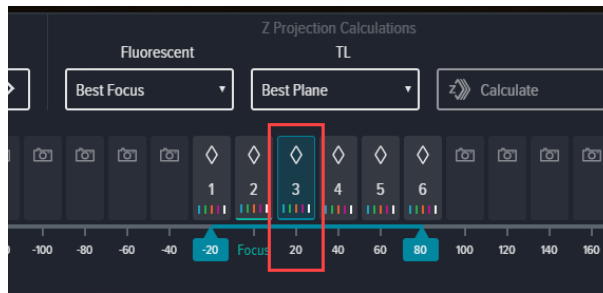 Z Projection Calculations
Fluorescent TL
Best Focus Best Plane Calculate
1 2 3 4 5 6
-100 -80 -60 -40 -20 Focus 20 40 60 80 100 120 140 160